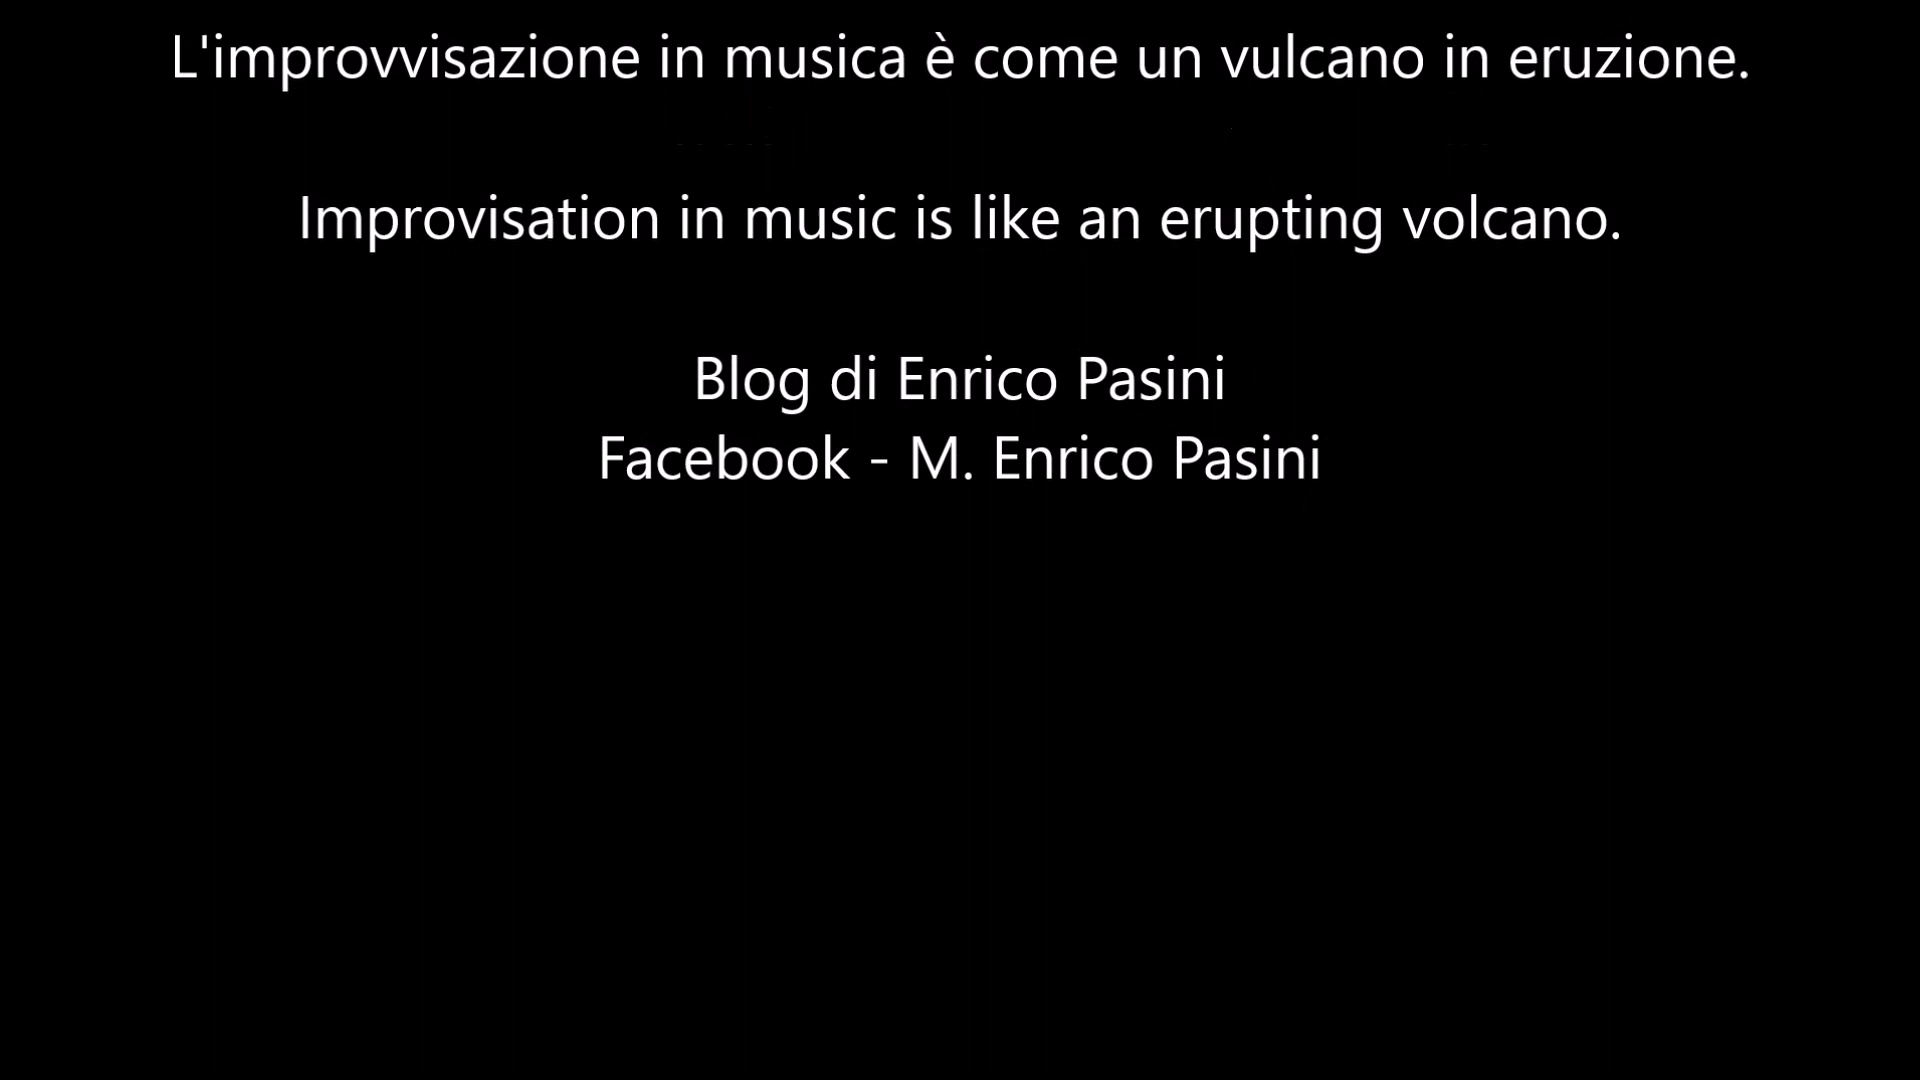 L'improvvisazione in musica è come un vulcano in eruzione.
Improvisation in music is like an erupting volcano.
Blog di Enrico Pasini
Facebook - M. Enrico Pasini